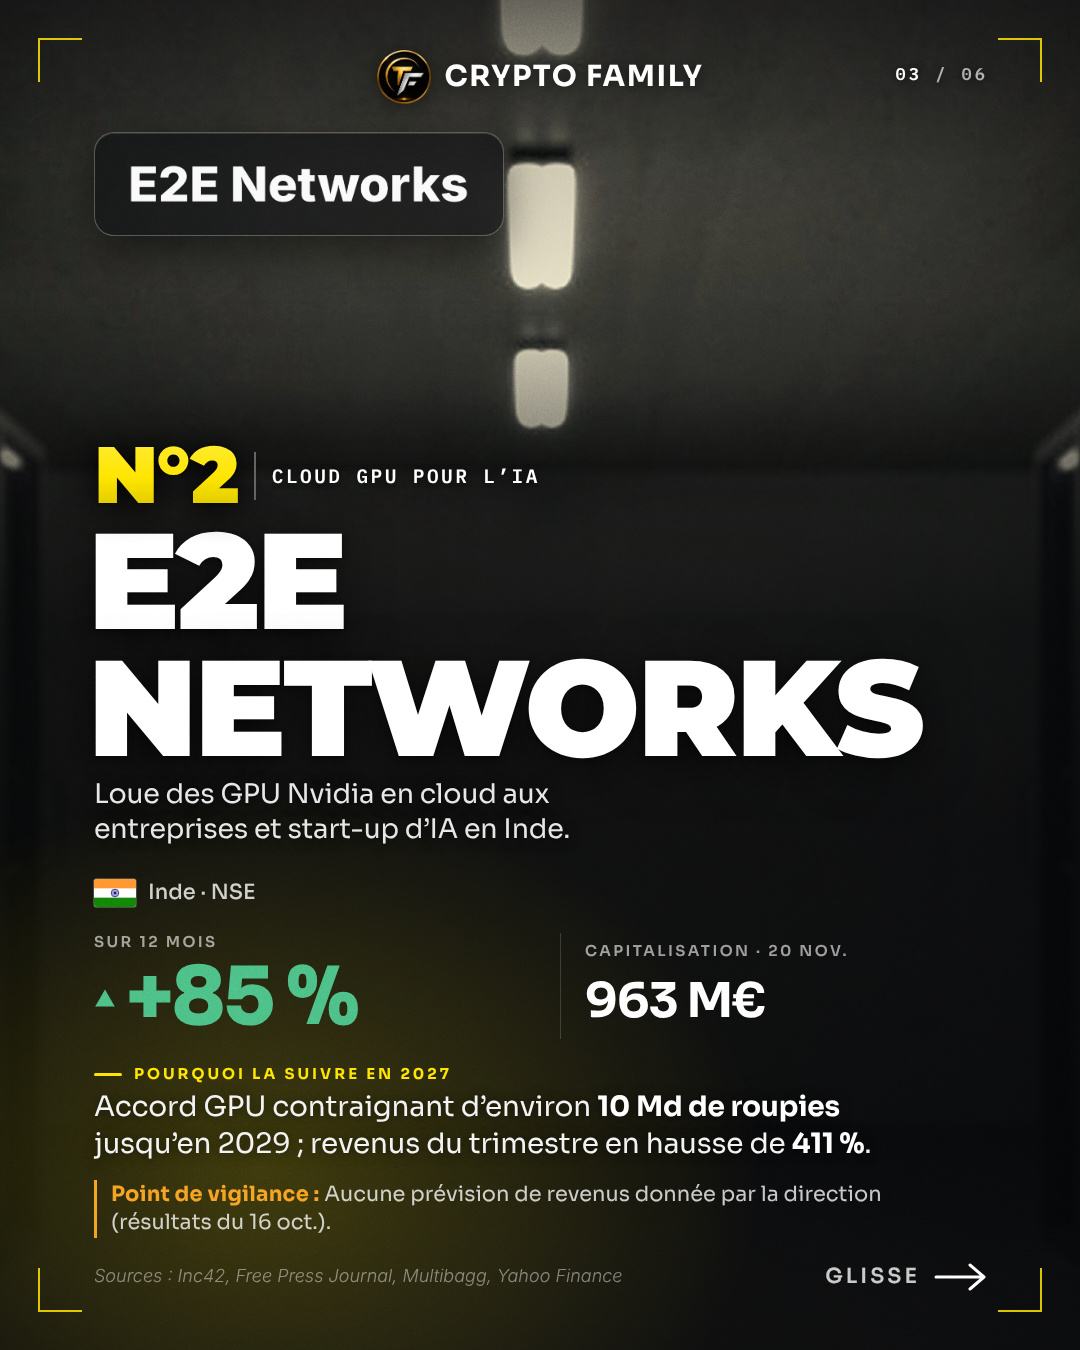 CRYPTO FAMILY
03 / 06
E2E Networks
N°2
CLOUD GPU POUR L’IA
E2E
NETWORKS
Loue des GPU Nvidia en cloud aux
entreprises et start-up d’IA en Inde.
Inde · NSE
SUR 12 MOIS
▲ +85 %
CAPITALISATION · 20 NOV.
963 M€
POURQUOI LA SUIVRE EN 2027
Accord GPU contraignant d’environ 10 Md de roupies
jusqu’en 2029 ; revenus du trimestre en hausse de 411 %.
Point de vigilance : Aucune prévision de revenus donnée par la direction
(résultats du 16 oct.).
Sources : Inc42, Free Press Journal, Multibagg, Yahoo Finance
GLISSE →